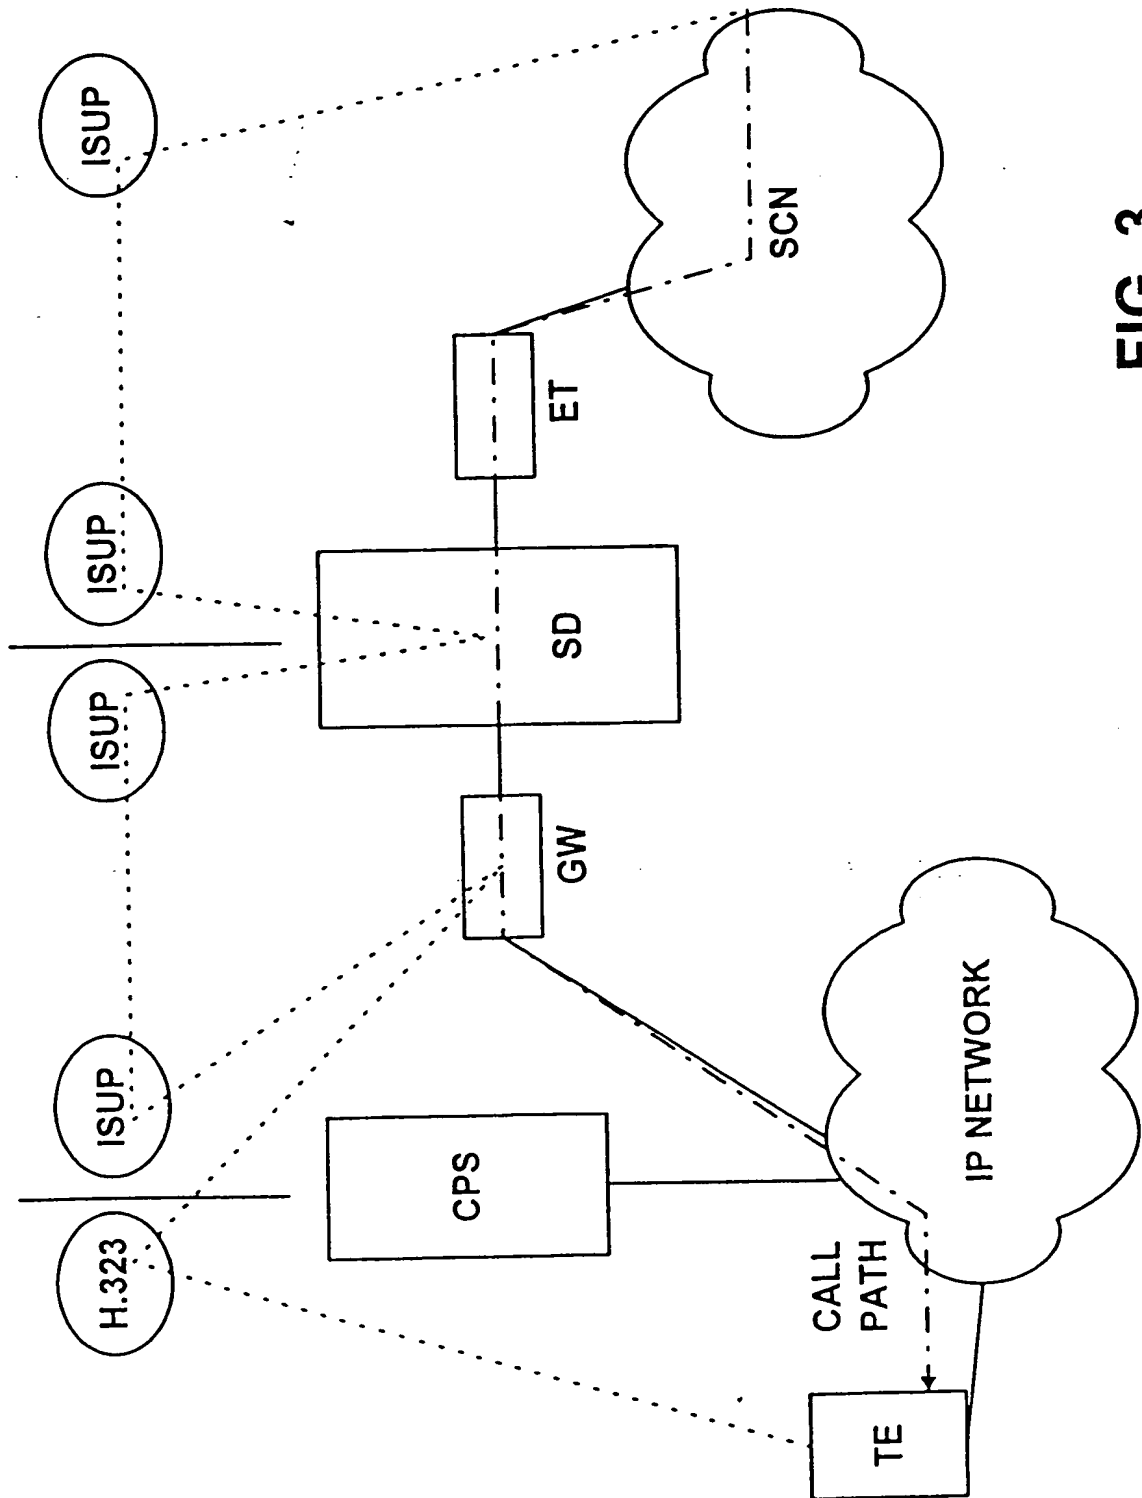 H.323
ISUP
ISUP
ISUP
ISUP
CPS
SD
GW
ET
SCN
CALL
PATH
IP NETWORK
TE
FIG. 3